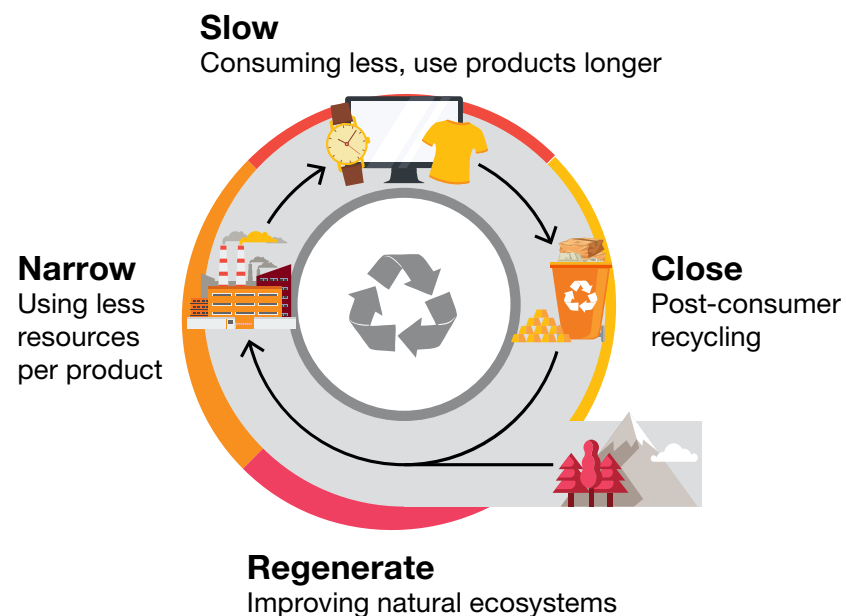 Slow
Consuming less, use products longer
Narrow
Using less
resources
per product
Close
Post-consumer
recycling
Regenerate
Improving natural ecosystems